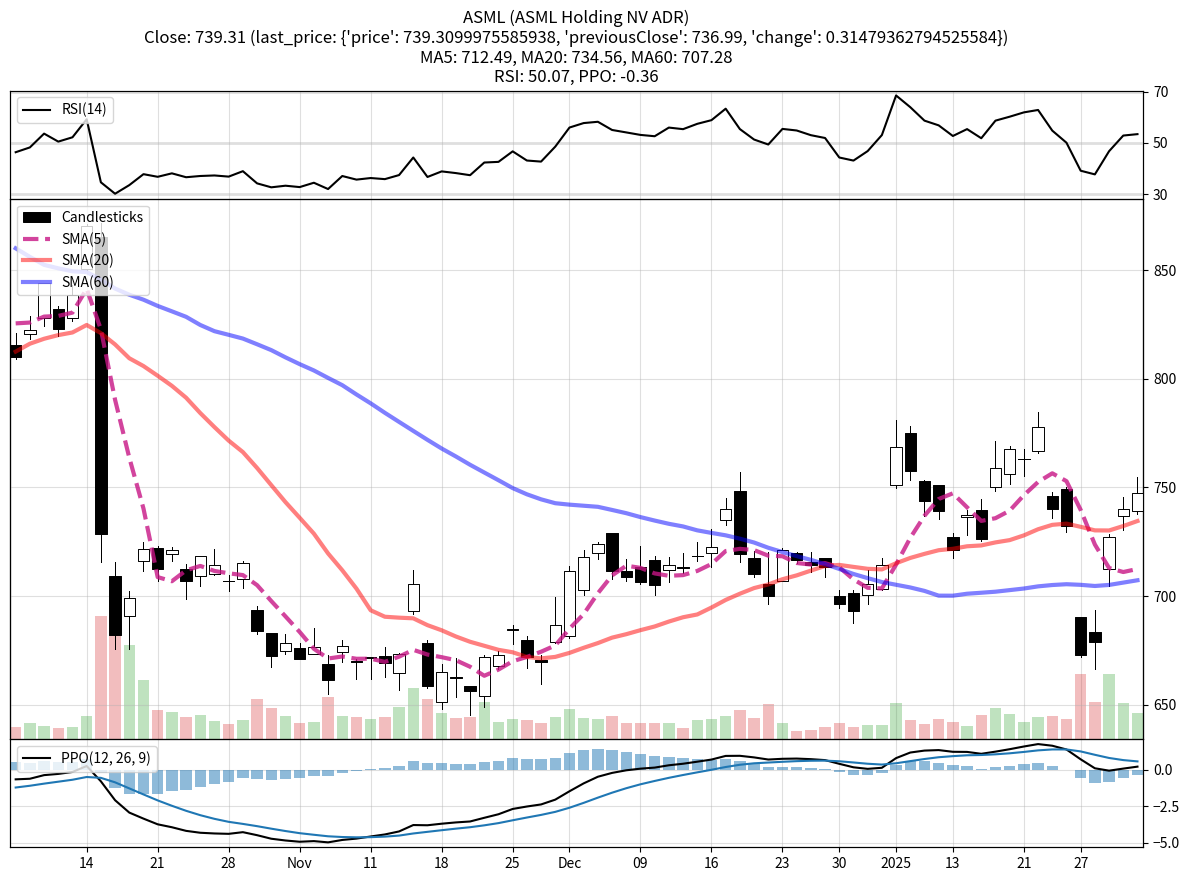 ASML (ASML Holding NV ADR)
Close: 739.31 (last_price: {'price': 739.3099975585938, 'previousClose': 736.99, 'change': 0.31479362794525584})
MA5: 712.49, MA20: 734.56, MA60: 707.28
RSI: 50.07, PPO: -0.36
RSI(14)
70
50
30
Candlesticks
SMA(5)
SMA(20)
SMA(60)
850
800
750
700
650
PPO(12, 26, 9)
0.0
−2.5
−5.0
14 21 28 Nov 11 18 25 Dec 09 16 23 30 2025 13 21 27